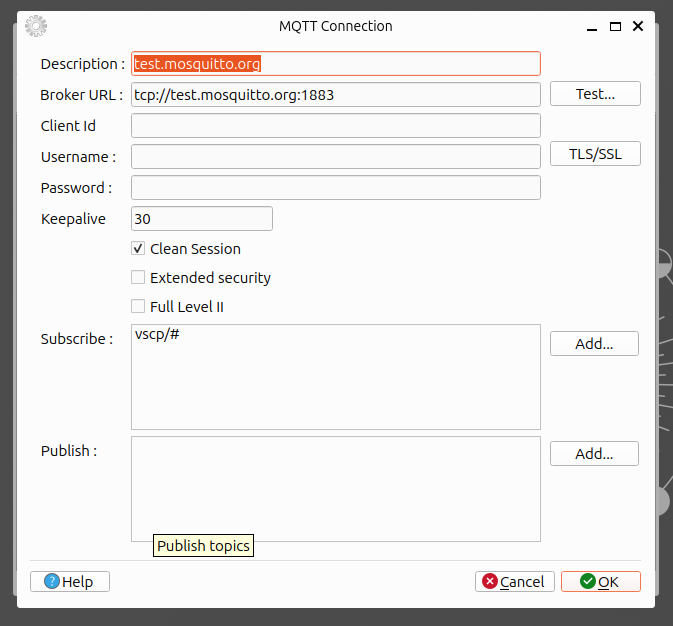 MQTT Connection
Description : test.mosquitto.org
Broker URL : tcp://test.mosquitto.org:1883 Test...
Client Id
Username : TLS/SSL
Password :
Keepalive 30
Clean Session
Extended security
Full Level II
Subscribe : vscp/# Add...
Publish : Add...
Publish topics
Help Cancel OK